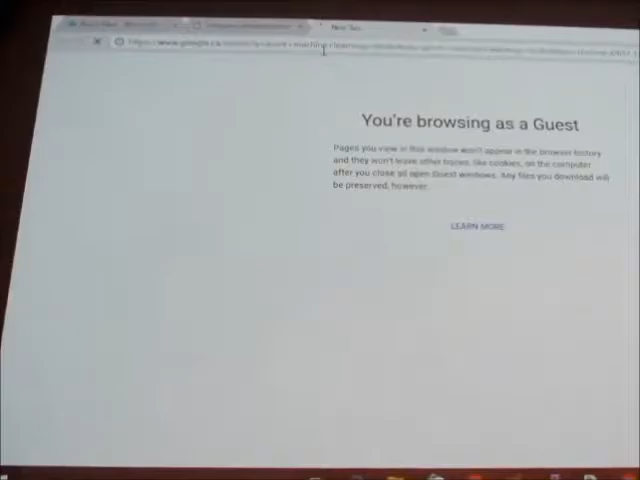 New Tab
You're browsing as a Guest
Pages you view in this window won't appear in the browser history
and they won't leave other traces, like cookies, on the computer
after you close all open Guest windows. Any files you download will
be preserved, however.
LEARN MORE